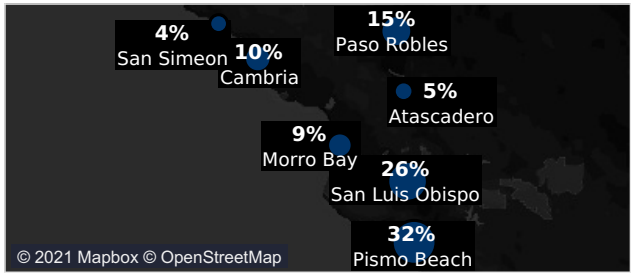 4%
San Simeon
10%
Cambria
15%
Paso Robles
5%
Atascadero
9%
Morro Bay
26%
San Luis Obispo
32%
Pismo Beach
© 2021 Mapbox © OpenStreetMap